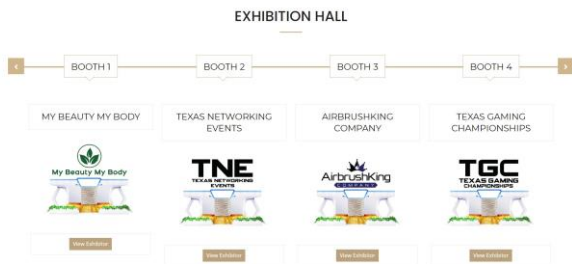 EXHIBITION HALL
BOOTH 1
BOOTH 2
BOOTH 3
BOOTH 4
MY BEAUTY MY BODY
TEXAS NETWORKING
EVENTS
AIRBRUSHKING
COMPANY
TEXAS GAMING
CHAMPIONSHIPS
My Beauty My Body
TNE
TEXAS NETWORKING
EVENTS
AirbrushKing
COMPANY
TGC
TEXAS GAMING
CHAMPIONSHIPS
View Exhibitor
View Exhibitor
View Exhibitor
View Exhibitor